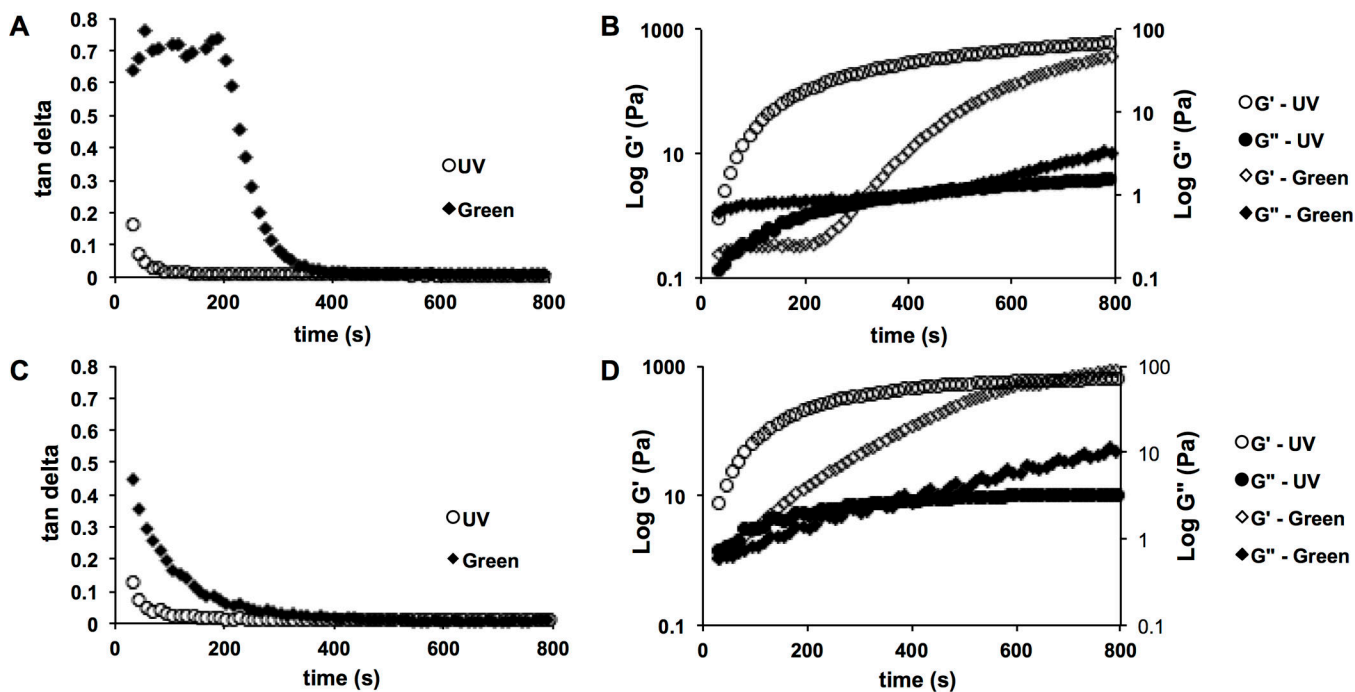 A
0.8
0.7
0.6
0.5
0.4
0.3
0.2
0.1
0
tan delta
0 200 400 600 800
time (s)
UV
Green
B
1000
10
0.1
Log G' (Pa)
100
10
1
0.1
Log G" (Pa)
0 200 400 600 800
time (s)
G' - UV
G" - UV
G' - Green
G" - Green
C
0.8
0.7
0.6
0.5
0.4
0.3
0.2
0.1
0
tan delta
0 200 400 600 800
time (s)
UV
Green
D
1000
10
0.1
Log G' (Pa)
100
10
1
0.1
Log G" (Pa)
0 200 400 600 800
time (s)
G' - UV
G" - UV
G' - Green
G" - Green